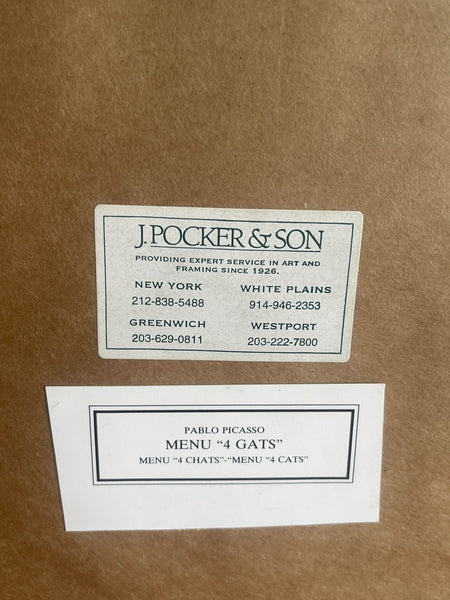 J. POCKER & SON
PROVIDING EXPERT SERVICE IN ART AND
FRAMING SINCE 1926.
NEW YORK WHITE PLAINS
212-838-5488 914-946-2353
GREENWICH WESTPORT
203-629-0811 203-222-7800
PABLO PICASSO
MENU "4 GATS"
MENU "4 CHATS"-"MENU "4 CATS"